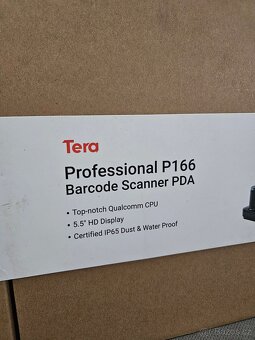 Tera
Professional P166
Barcode Scanner PDA
• Top-notch Qualcomm CPU
• 5.5" HD Display
• Certified IP65 Dust & Water Proof